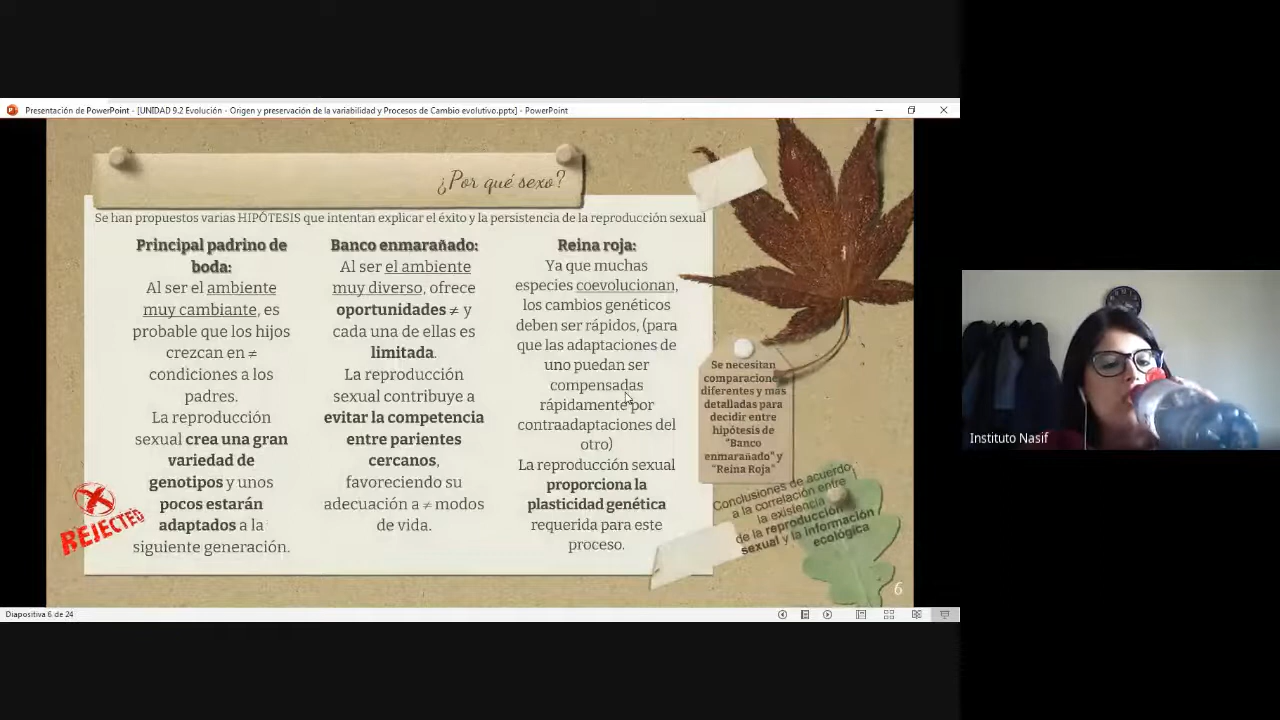 Presentación de PowerPoint - [UNIDAD 9.2 Evolución - Origen y preservación de la variabilidad y Procesos de Cambio evolutivo.pptx] - PowerPoint
¿Por qué sexo?
Se han propuestos varias HIPÓTESIS que intentan explicar el éxito y la persistencia de la reproducción sexual
Principal padrino de
boda:
Al ser el ambiente
muy cambiante, es
probable que los hijos
crezcan en ≠
condiciones a los
padres.
La reproducción
sexual crea una gran
variedad de
genotipos y unos
pocos estarán
adaptados a la
siguiente generación.
REJECTED
Banco enmarañado:
Al ser el ambiente
muy diverso, ofrece
oportunidades ≠ y
cada una de ellas es
limitada.
La reproducción
sexual contribuye a
evitar la competencia
entre parientes
cercanos,
favoreciendo su
adecuación a ≠ modos
de vida.
Reina roja:
Ya que muchas
especies coevolucionan,
los cambios genéticos
deben ser rápidos, (para
que las adaptaciones de
uno puedan ser
compensadas
rápidamente por
contraadaptaciones del
otro)
La reproducción sexual
proporciona la
plasticidad genética
requerida para este
proceso.
Se necesitan
comparaciones
diferentes y más
detalladas para
decidir entre
hipótesis de
"Banco
enmarañado" y
"Reina Roja"
Conclusiones de acuerdo
a la correlación entre
la existencia
de la reproducción
sexual y la información
ecológica
6
Diapositiva 6 de 24
Instituto Nasif